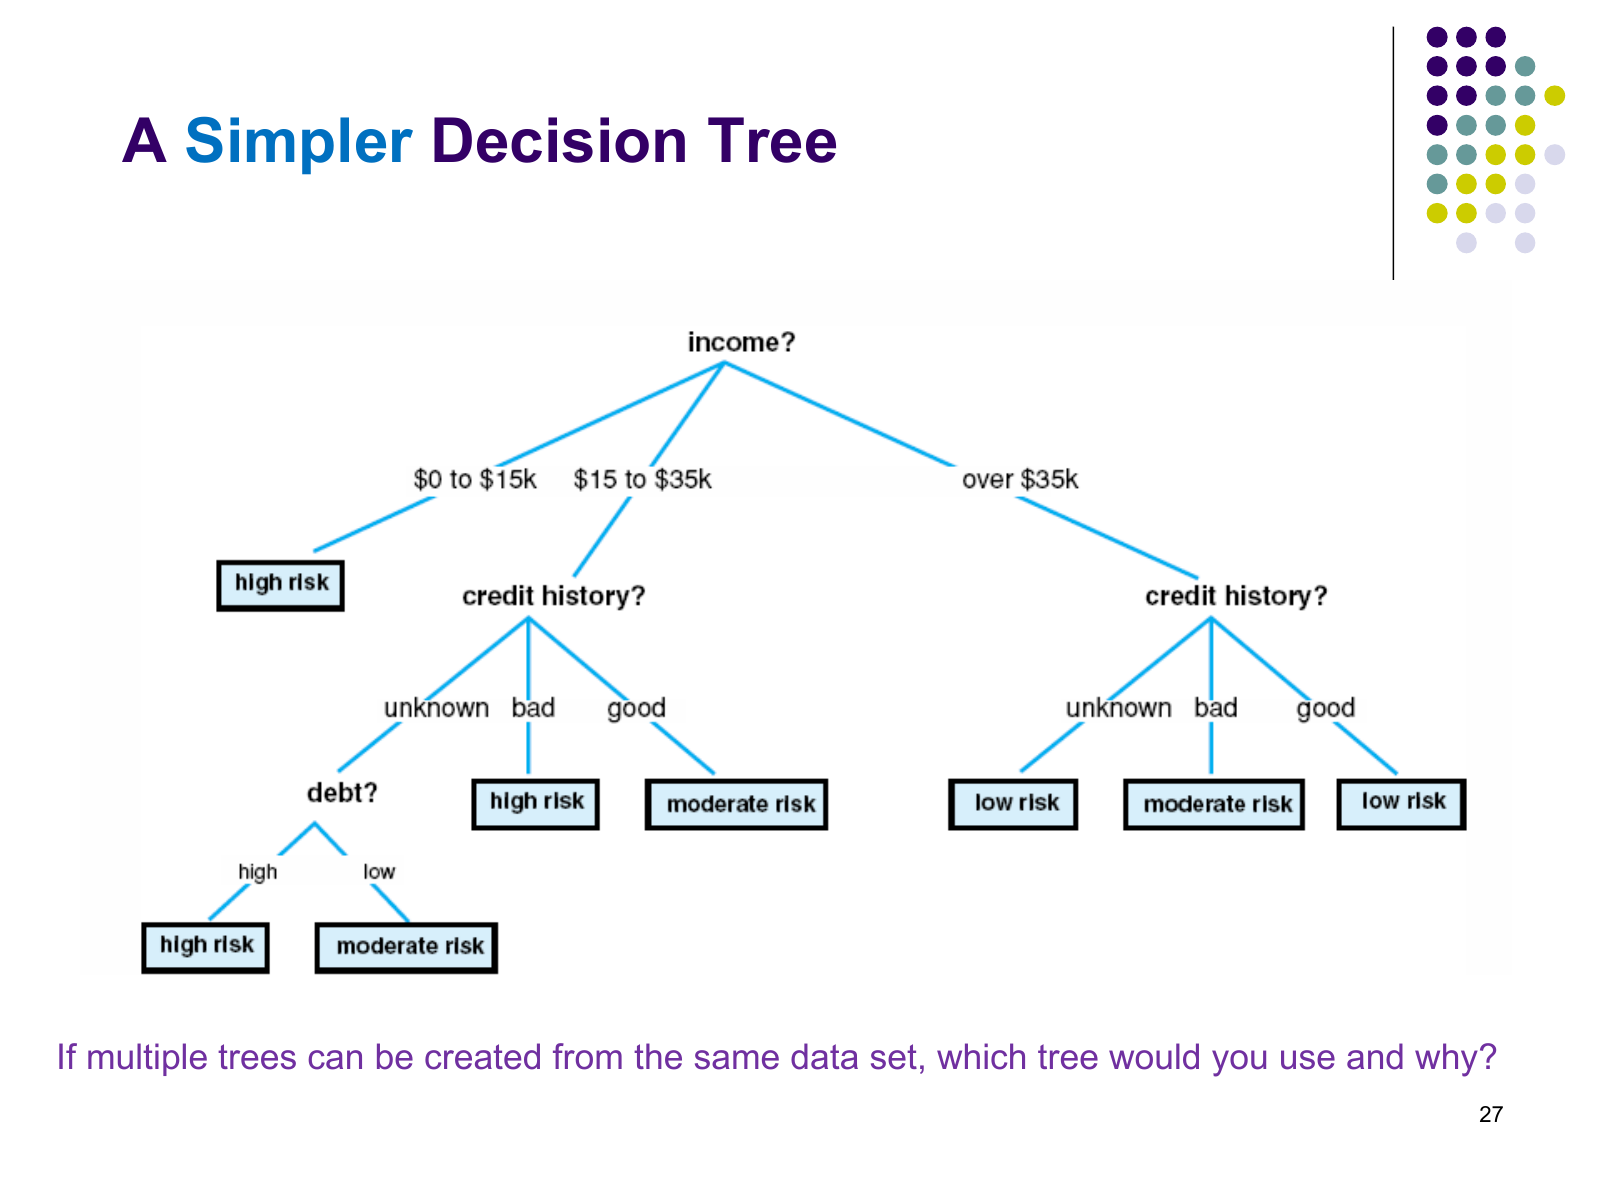 A Simpler Decision Tree
income?
$0 to $15k
$15 to $35k
over $35k
high risk
credit history?
credit history?
unknown
bad
good
unknown
bad
good
debt?
high risk
moderate risk
low risk
moderate risk
low risk
high
low
high risk
moderate risk
If multiple trees can be created from the same data set, which tree would you use and why?
27